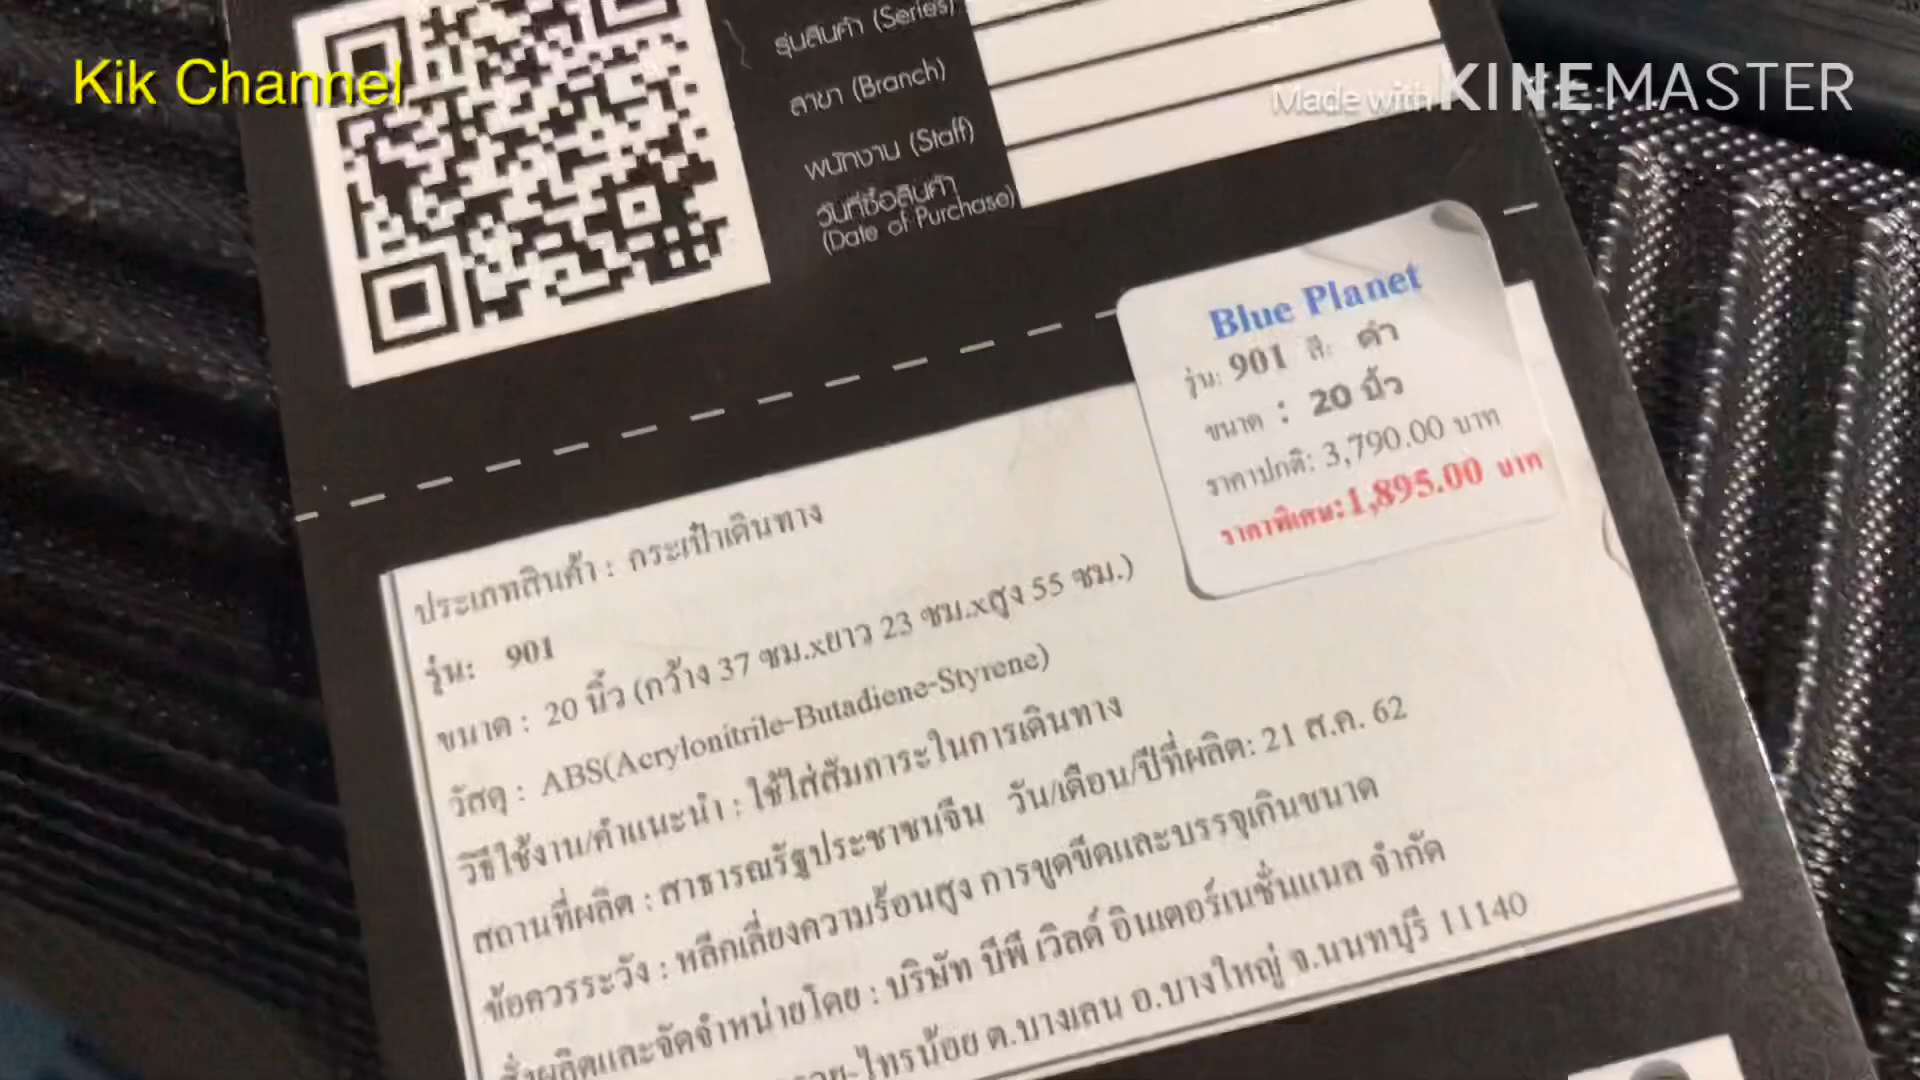 Kik Channel
Made with KINEMASTER
รุ่นสินค้า (Series)
สาขา (Branch)
พนักงาน (Staff)
วันที่ซื้อสินค้า
(Date of Purchase)
Blue Planet
รุ่น: 901 สี: ดำ
ขนาด : 20 นิ้ว
ราคาปกติ: 3,790.00 บาท
ราคาพิเศษ:1,895.00 บาท
ประเภทสินค้า : กระเป๋าเดินทาง
รุ่น: 901
ขนาด : 20 นิ้ว (กว้าง 37 ซม.xยาว 23 ซม.xสูง 55 ซม.)
วัสดุ : ABS(Acrylonitrile-Butadiene-Styrene)
วิธีใช้งาน/คำแนะนำ : ใช้ใส่สัมภาระในการเดินทาง
สถานที่ผลิต : สาธารณรัฐประชาชนจีน วัน/เดือน/ปีที่ผลิต: 21 ส.ค. 62
ข้อควรระวัง : หลีกเลี่ยงความร้อนสูง การขูดขีดและบรรจุเกินขนาด
สั่งผลิตและจัดจำหน่ายโดย : บริษัท บีพี เวิลด์ อินเตอร์เนชั่นแนล จำกัด
ไทรน้อย ต.บางเลน อ.บางใหญ่ จ.นนทบุรี 11140